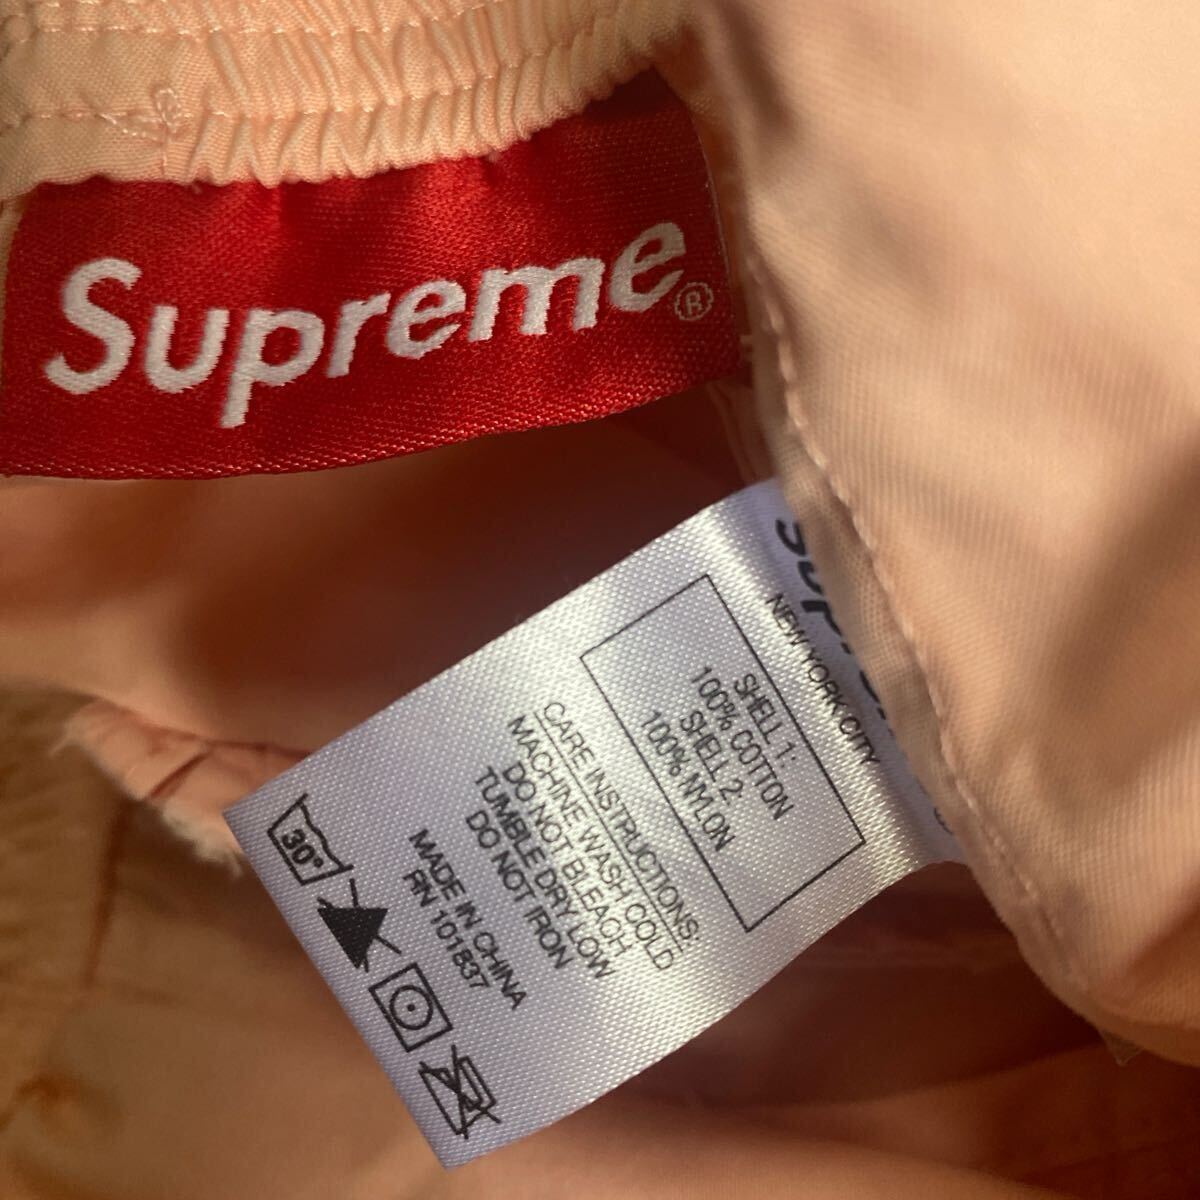 Supreme®
NEW YORK CITY
SHELL 1:
100% COTTON
SHELL 2
100% NYLON
CARE INSTRUCTIONS:
MACHINE WASH COLD
DO NOT BLEACH
TUMBLE DRY LOW
DO NOT IRON
MADE IN CHINA
RN 101837
30°